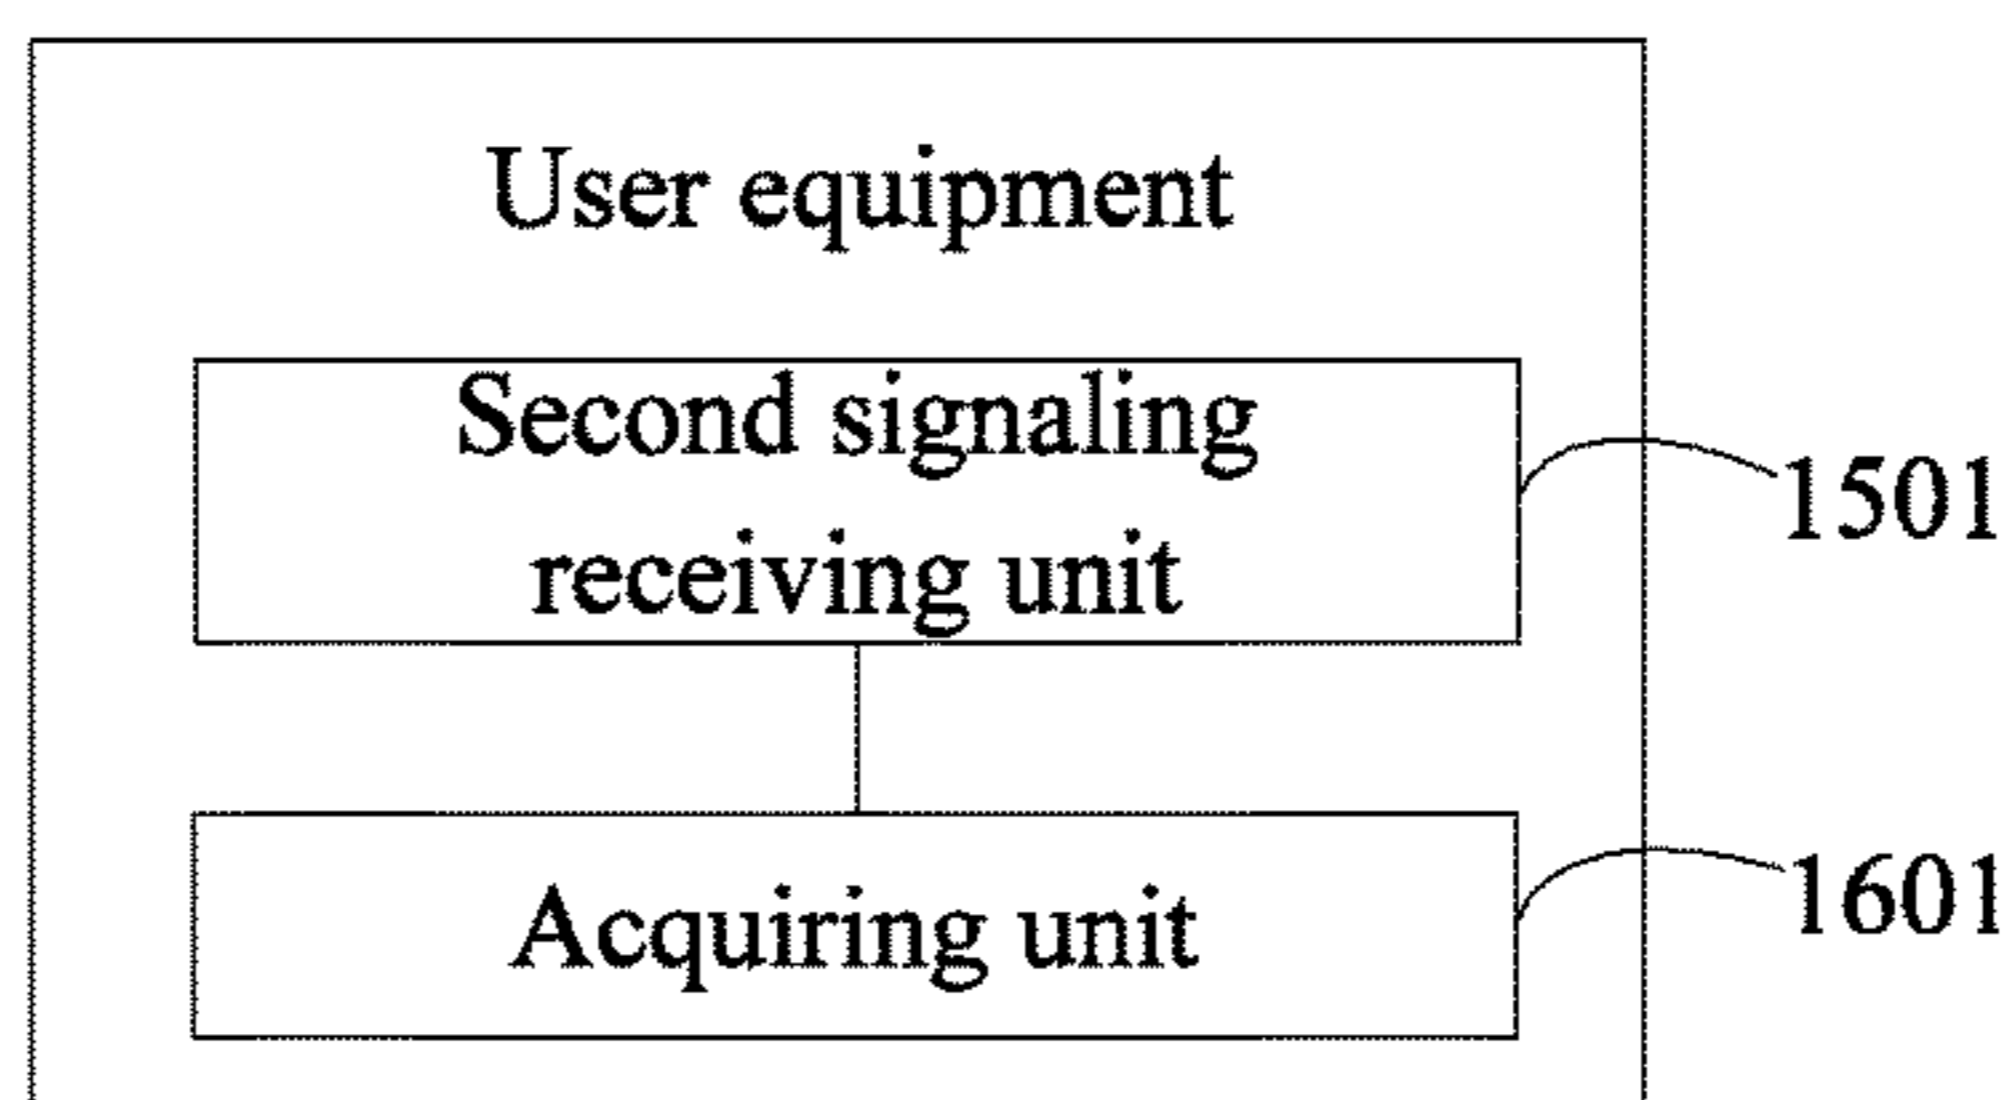 User equipment
Second signaling
receiving unit
1501
Acquiring unit
1601